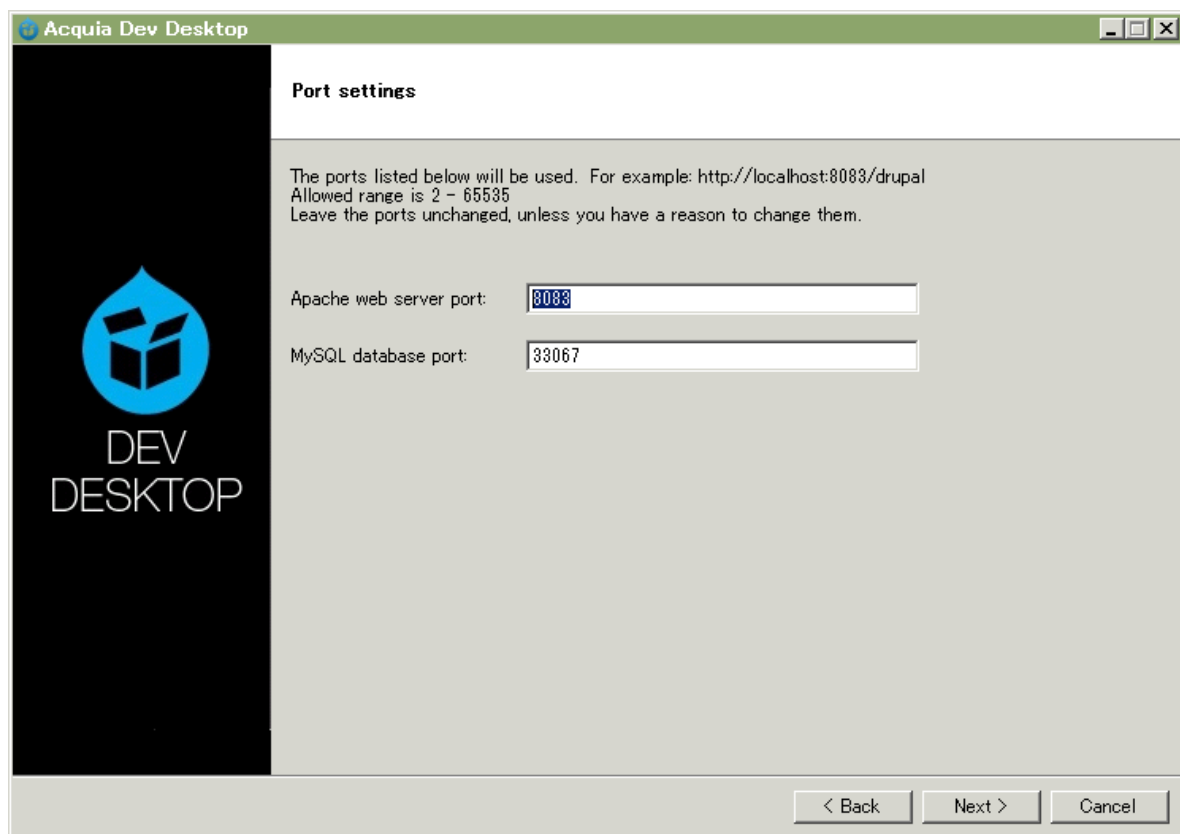 Acquia Dev Desktop
Port settings
The ports listed below will be used. For example: http://localhost:8083/drupal
Allowed range is 2 - 65535
Leave the ports unchanged, unless you have a reason to change them.
Apache web server port: 8083
MySQL database port: 33067
DEV
DESKTOP
< Back Next > Cancel